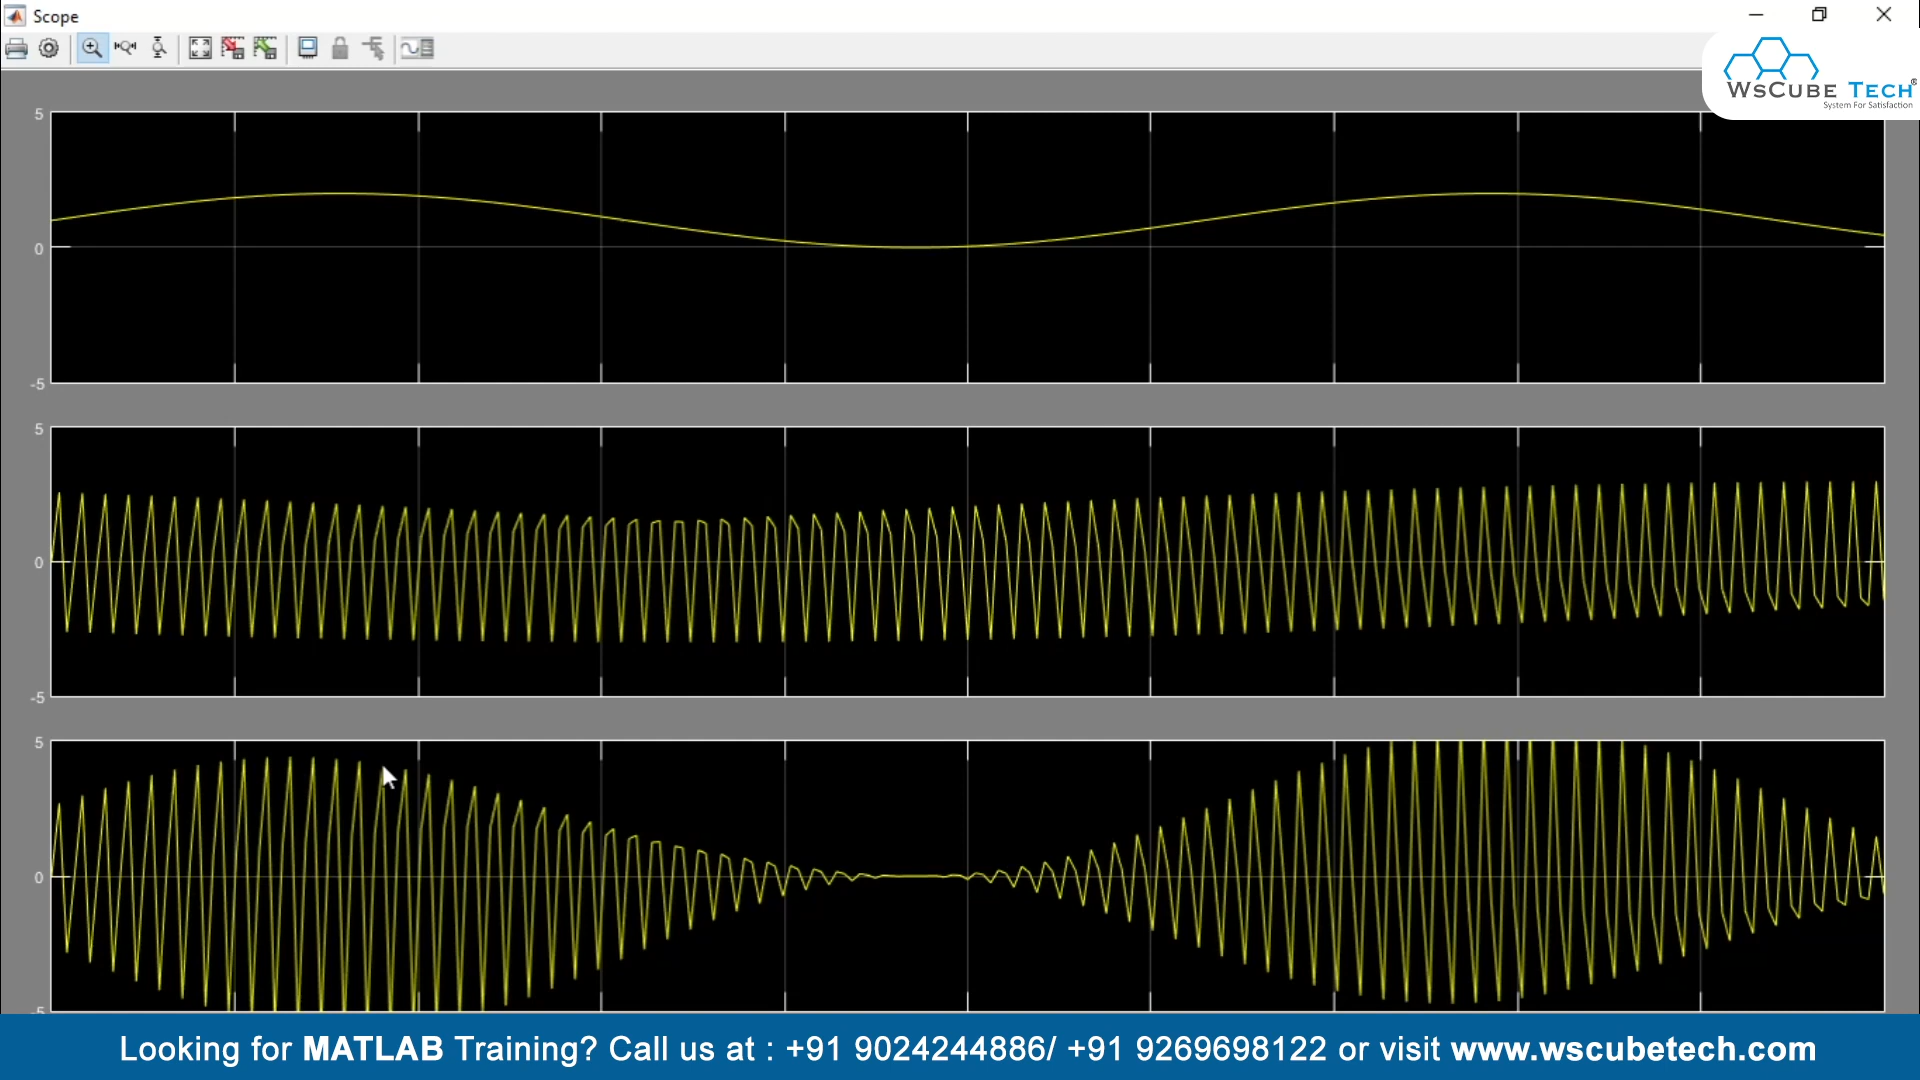 Scope
WsCube Tech®
System For Satisfaction
5
0
-5
5
0
-5
5
0
-5
Looking for MATLAB Training? Call us at : +91 9024244886/ +91 9269698122 or visit www.wscubetech.com